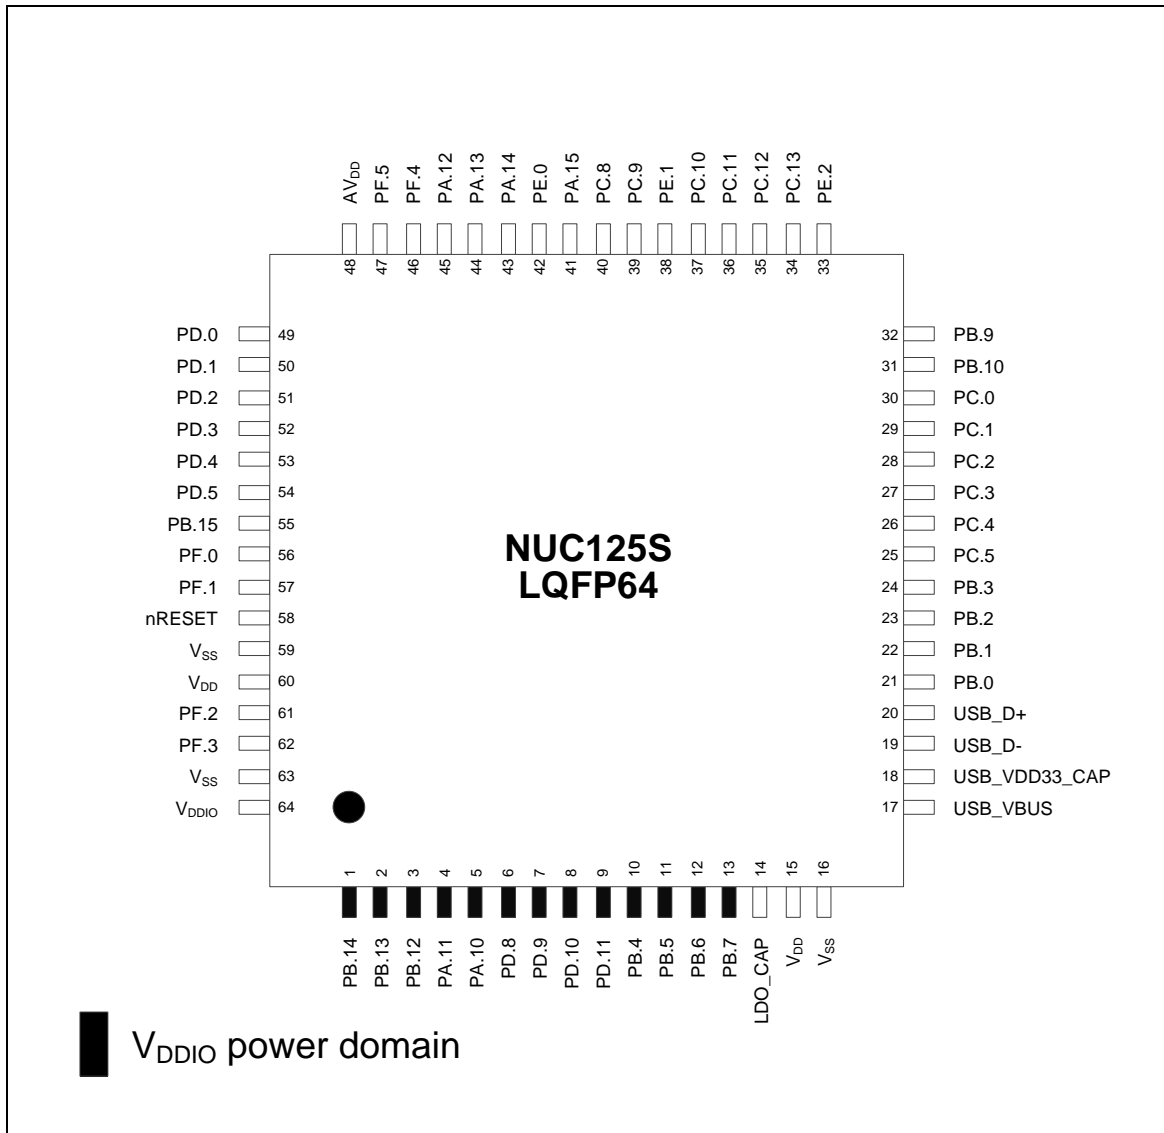 AVDD
PF.5
PF.4
PA.12
PA.13
PA.14
PE.0
PA.15
PC.8
PC.9
PE.1
PC.10
PC.11
PC.12
PC.13
PE.2
48
47
46
45
44
43
42
41
40
39
38
37
36
35
34
33
PD.0 49
PD.1 50
PD.2 51
PD.3 52
PD.4 53
PD.5 54
PB.15 55
PF.0 56
PF.1 57
nRESET 58
VSS 59
VDD 60
PF.2 61
PF.3 62
VSS 63
VDDIO 64
NUC125S
LQFP64
32 PB.9
31 PB.10
30 PC.0
29 PC.1
28 PC.2
27 PC.3
26 PC.4
25 PC.5
24 PB.3
23 PB.2
22 PB.1
21 PB.0
20 USB_D+
19 USB_D-
18 USB_VDD33_CAP
17 USB_VBUS
1
2
3
4
5
6
7
8
9
10
11
12
13
14
15
16
PB.14
PB.13
PB.12
PA.11
PA.10
PD.8
PD.9
PD.10
PD.11
PB.4
PB.5
PB.6
PB.7
LDO_CAP
VDD
VSS
VDDIO power domain